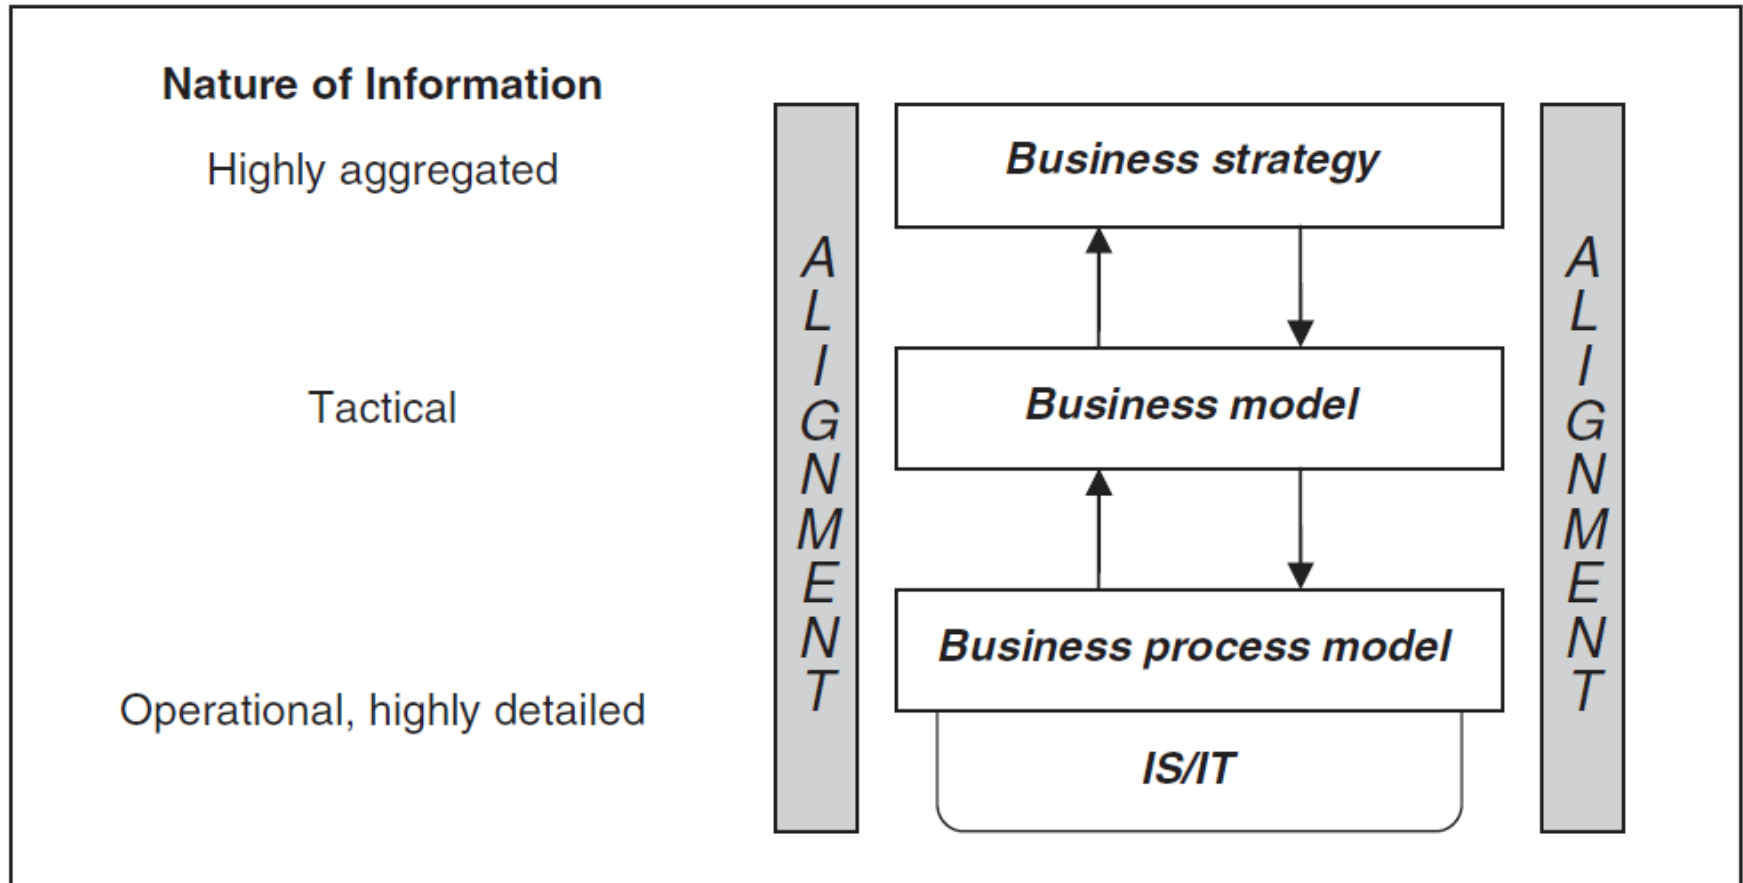 Nature of Information
Highly aggregated
Tactical
Operational, highly detailed
ALIGNMENT
Business strategy
Business model
Business process model
IS/IT
ALIGNMENT